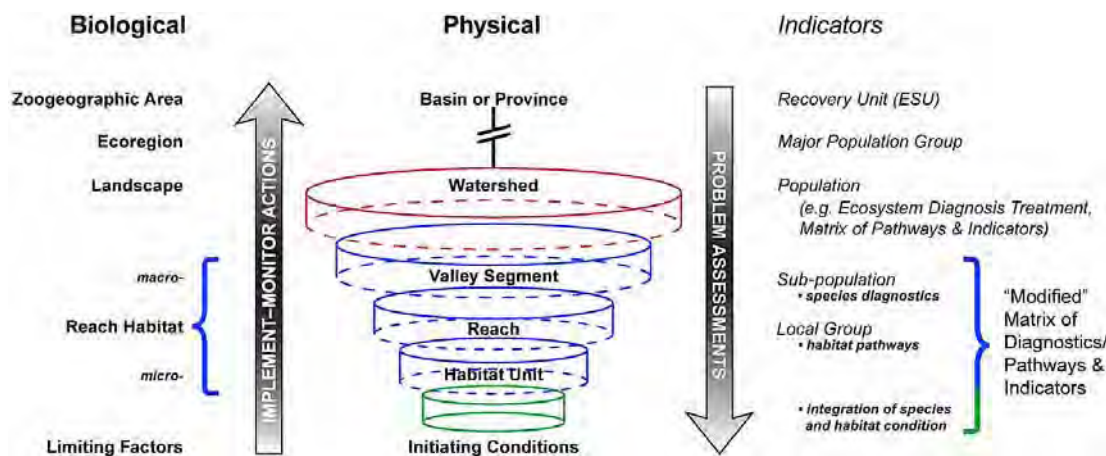 Biological
Physical
Indicators
Zoogeographic Area
Basin or Province
Recovery Unit (ESU)
Ecoregion
Major Population Group
Landscape
Watershed
Population
(e.g. Ecosystem Diagnosis Treatment,
Matrix of Pathways & Indicators)
macro-
Valley Segment
Sub-population
• species diagnostics
Reach Habitat
Reach
Local Group
• habitat pathways
micro-
Habitat Unit
• integration of species
and habitat condition
Limiting Factors
Initiating Conditions
IMPLEMENT–MONITOR ACTIONS
PROBLEM ASSESSMENTS
"Modified"
Matrix of
Diagnostics/
Pathways &
Indicators